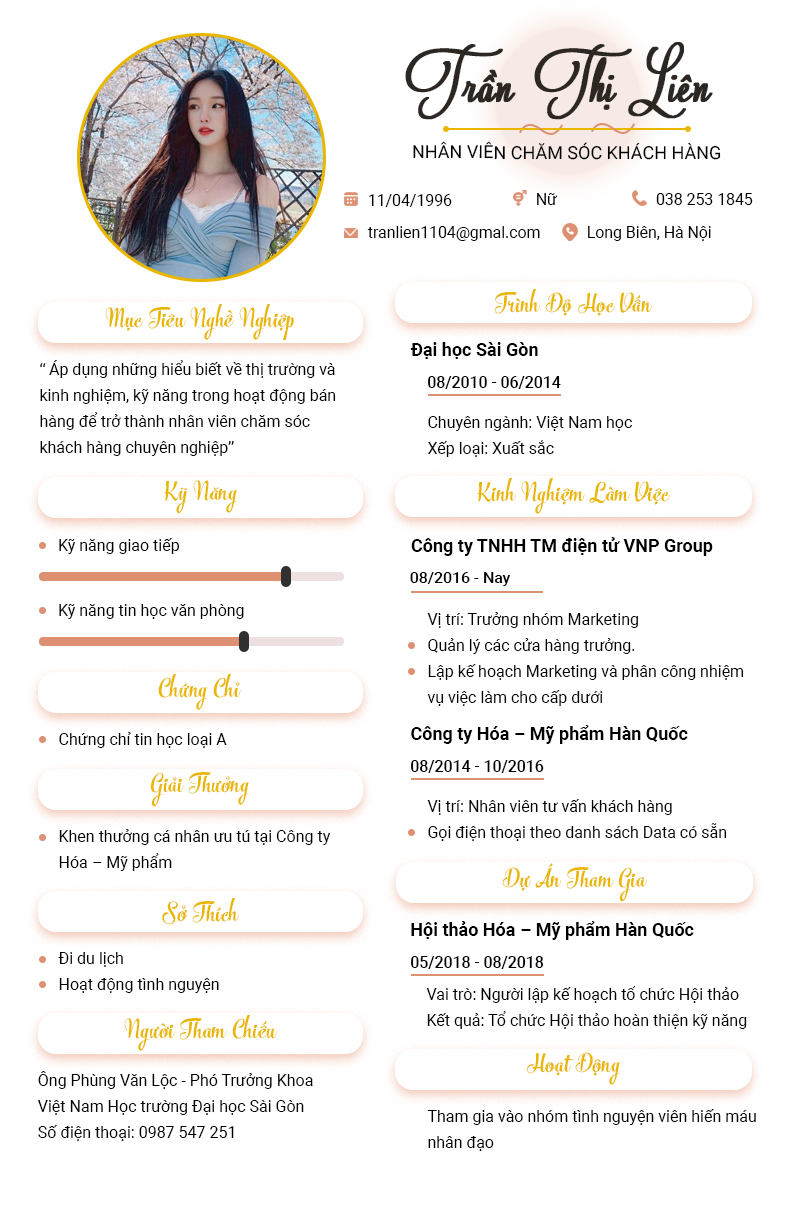 Trần Thị Liên
NHÂN VIÊN CHĂM SÓC KHÁCH HÀNG
11/04/1996
Nữ
038 253 1845
tranlien1104@gmal.com
Long Biên, Hà Nội
Mục Tiêu Nghề Nghiệp
“ Áp dụng những hiểu biết về thị trường và
kinh nghiệm, kỹ năng trong hoạt động bán
hàng để trở thành nhân viên chăm sóc
khách hàng chuyên nghiệp”
Kỹ Năng
Kỹ năng giao tiếp
Kỹ năng tin học văn phòng
Chứng Chỉ
Chứng chỉ tin học loại A
Giải Thưởng
Khen thưởng cá nhân ưu tú tại Công ty
Hóa – Mỹ phẩm
Sở Thích
Đi du lịch
Hoạt động tình nguyện
Người Tham Chiếu
Ông Phùng Văn Lộc - Phó Trưởng Khoa
Việt Nam Học trường Đại học Sài Gòn
Số điện thoại: 0987 547 251
Trình Độ Học Vấn
Đại học Sài Gòn
08/2010 - 06/2014
Chuyên ngành: Việt Nam học
Xếp loại: Xuất sắc
Kinh Nghiệm Làm Việc
Công ty TNHH TM điện tử VNP Group
08/2016 - Nay
Vị trí: Trưởng nhóm Marketing
Quản lý các cửa hàng trưởng.
Lập kế hoạch Marketing và phân công nhiệm
vụ việc làm cho cấp dưới
Công ty Hóa – Mỹ phẩm Hàn Quốc
08/2014 - 10/2016
Vị trí: Nhân viên tư vấn khách hàng
Gọi điện thoại theo danh sách Data có sẵn
Dự Án Tham Gia
Hội thảo Hóa – Mỹ phẩm Hàn Quốc
05/2018 - 08/2018
Vai trò: Người lập kế hoạch tố chức Hội thảo
Kết quả: Tổ chức Hội thảo hoàn thiện kỹ năng
Hoạt Động
Tham gia vào nhóm tình nguyện viên hiến máu
nhân đạo